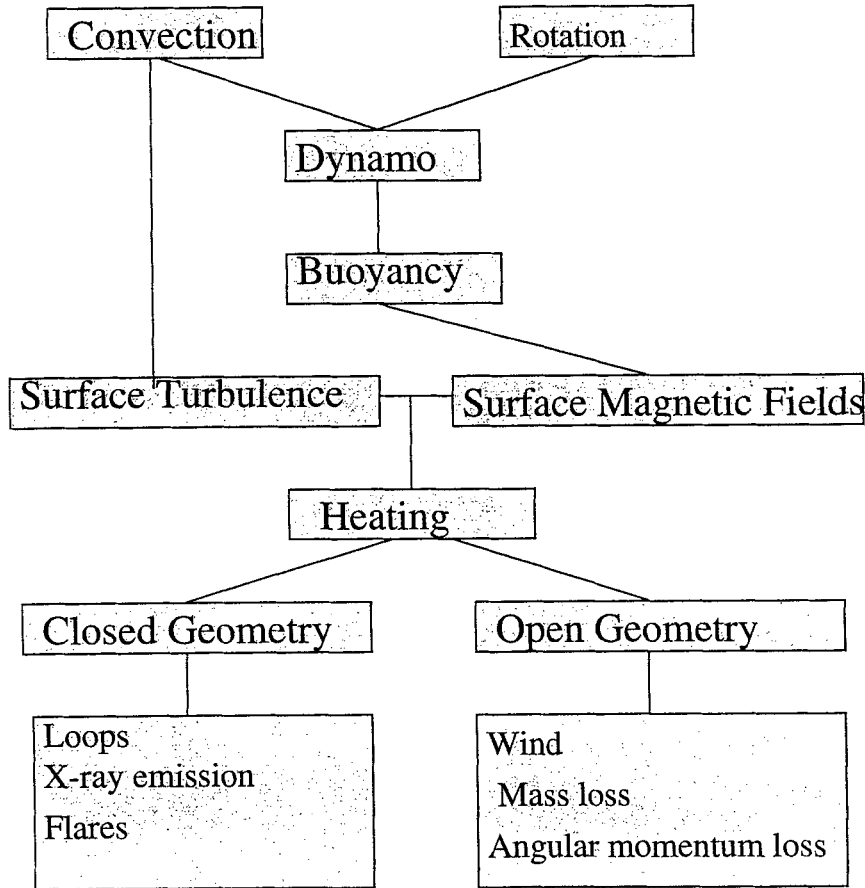 Convection
Rotation
Dynamo
Buoyancy
Surface Turbulence
Surface Magnetic Fields
Heating
Closed Geometry
Open Geometry
Loops
X-ray emission
Flares
Wind
Mass loss
Angular momentum loss